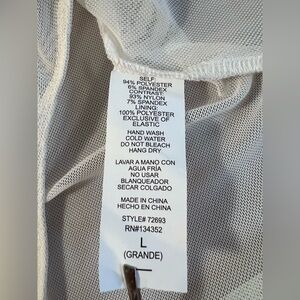 SELF:
94% POLYESTER
6% SPANDEX
CONTRAST:
93% NYLON
7% SPANDEX
LINING:
100% POLYESTER
EXCLUSIVE OF
ELASTIC
HAND WASH
COLD WATER
DO NOT BLEACH
HANG DRY
LAVAR A MANO CON
AGUA FRIA
NO USAR
BLANQUEADOR
SECAR COLGADO
MADE IN CHINA
HECHO EN CHINA
STYLE# 72693
RN#134352
L
(GRANDE)